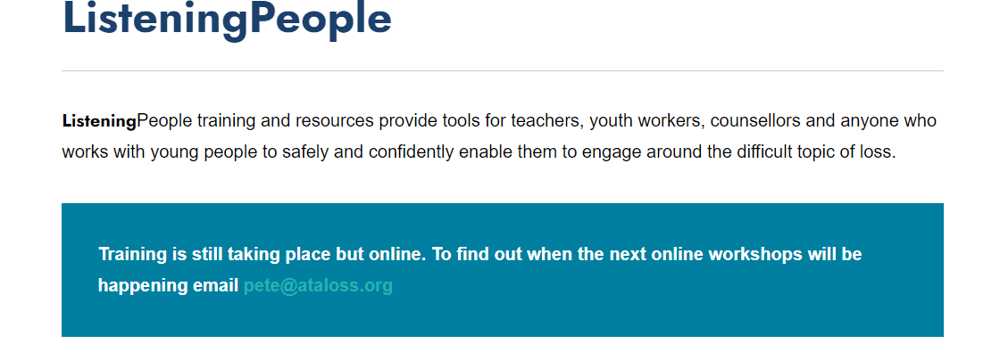 ListeningPeople
ListeningPeople training and resources provide tools for teachers, youth workers, counsellors and anyone who
works with young people to safely and confidently enable them to engage around the difficult topic of loss.
Training is still taking place but online. To find out when the next online workshops will be
happening email pete@ataloss.org